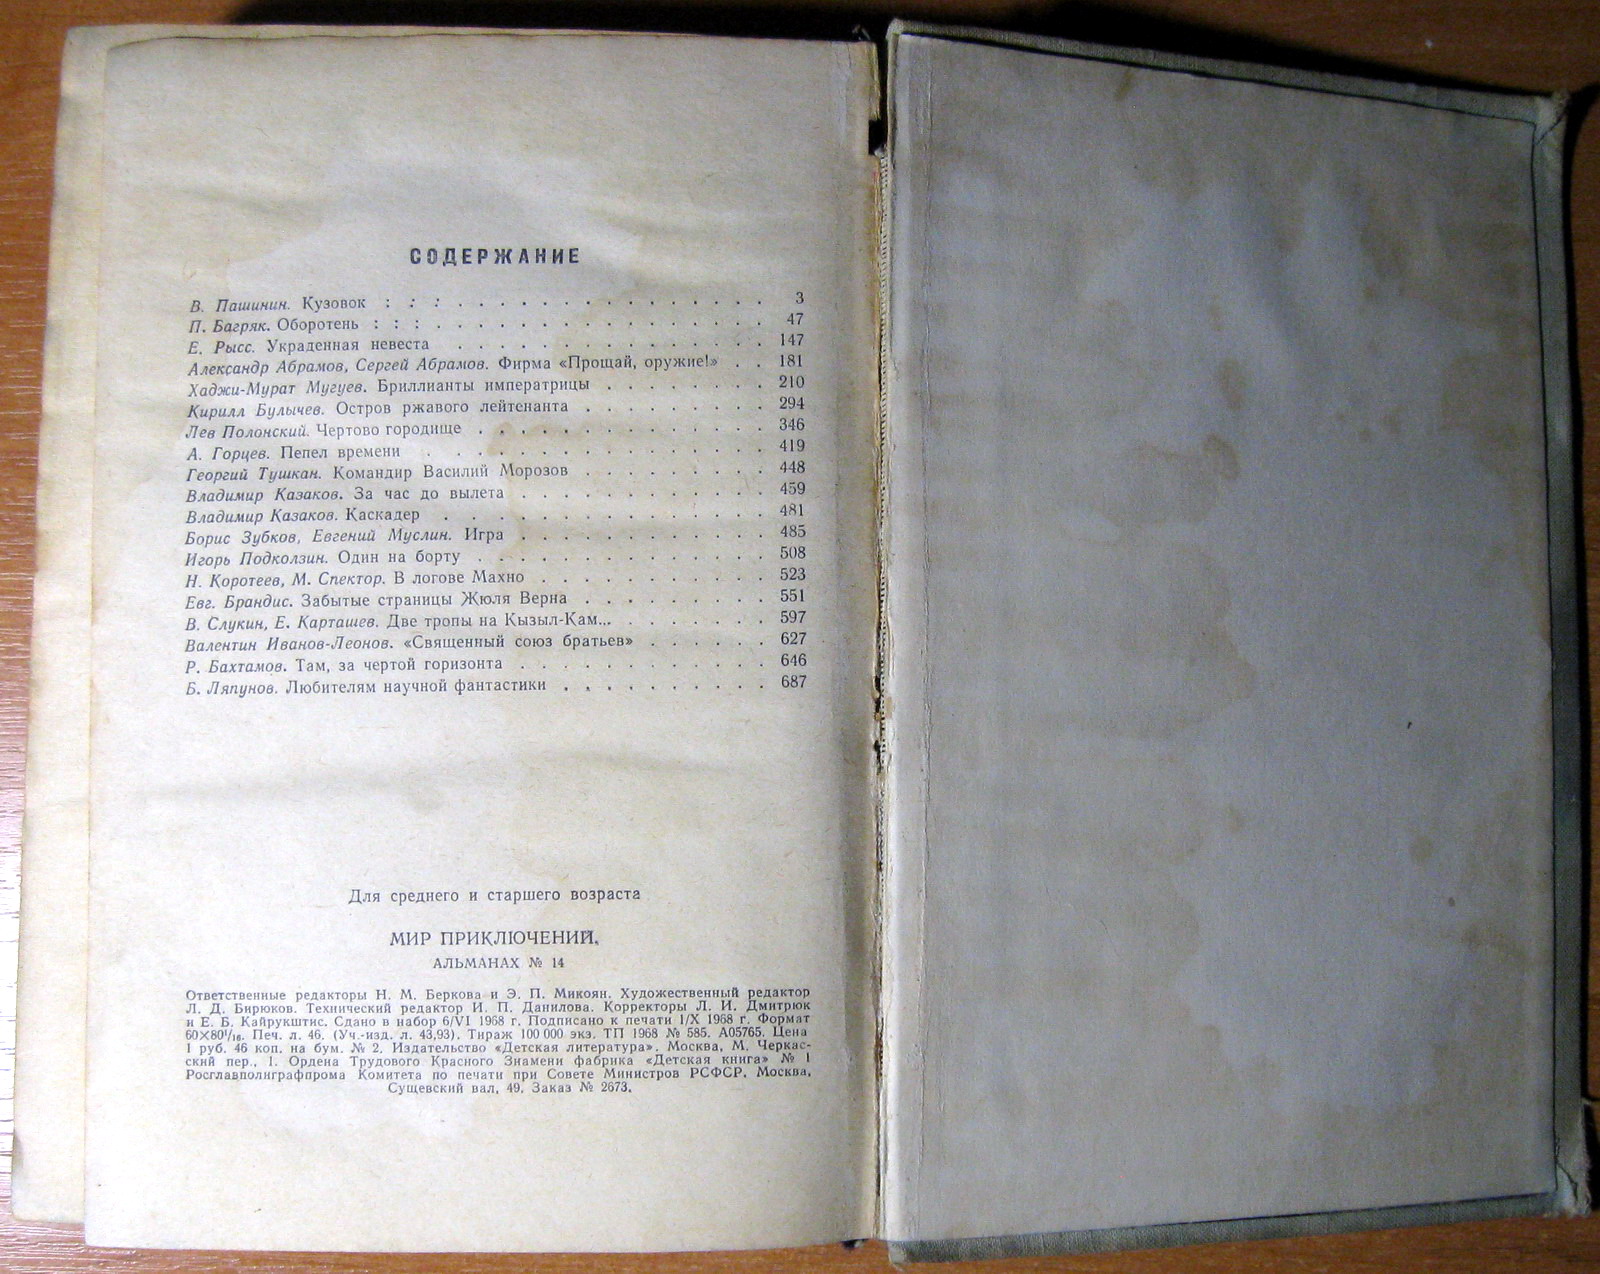 СОДЕРЖАНИЕ
В. Пашинин. Кузовок : : : . . . . . . . . . . . . . . . 3
П. Багряк. Оборотень : : : . . . . . . . . . . . . . . . 47
Е. Рысс. Украденная невеста . . . . . . . . . . . . . . 147
Александр Абрамов, Сергей Абрамов. Фирма «Прощай, оружие!» . . 181
Хаджи-Мурат Мугуев. Бриллианты императрицы . . . . . . . . 210
Кирилл Булычев. Остров ржавого лейтенанта . . . . . . . . . 294
Лев Полонский. Чертово городище . . . . . . . . . . . . . 346
А. Горцев. Пепел времени . . . . . . . . . . . . . . . 419
Георгий Тушкан. Командир Василий Морозов . . . . . . . . . 448
Владимир Казаков. За час до вылета . . . . . . . . . . . . 459
Владимир Казаков. Каскадер . . . . . . . . . . . . . . 481
Борис Зубков, Евгений Муслин. Игра . . . . . . . . . . . . 485
Игорь Подколзин. Один на борту . . . . . . . . . . . . . 508
Н. Коротеев, М. Спектор. В логове Махно . . . . . . . . . . . 523
Евг. Брандис. Забытые страницы Жюля Верна . . . . . . . . . 551
В. Слукин, Е. Карташев. Две тропы на Кызыл-Кам... . . . . . . . 597
Валентин Иванов-Леонов. «Священный союз братьев» . . . . . . 627
Р. Бахтамов. Там, за чертой горизонта . . . . . . . . . . . . 646
Б. Ляпунов. Любителям научной фантастики . . . . . . . . . . 687
Для среднего и старшего возраста
МИР ПРИКЛЮЧЕНИЙ.
АЛЬМАНАХ № 14
Ответственные редакторы Н. М. Беркова и Э. П. Микоян. Художественный редактор
Л. Д. Бирюков. Технический редактор И. П. Данилова. Корректоры Л. И. Дмитрюк
и Е. Б. Кайрукштис. Сдано в набор 6/VI 1968 г. Подписано к печати 1/X 1968 г. Формат
60×80¹/₁₆. Печ. л. 46. (Уч.-изд. л. 43,93). Тираж 100 000 экз. ТП 1968 № 585. А05765. Цена
1 руб. 46 коп. на бум. № 2. Издательство «Детская литература». Москва, М. Черкас-
ский пер., 1. Ордена Трудового Красного Знамени фабрика «Детская книга» № 1
Росглавполиграфпрома Комитета по печати при Совете Министров РСФСР. Москва,
Сущевский вал, 49. Заказ № 2673.